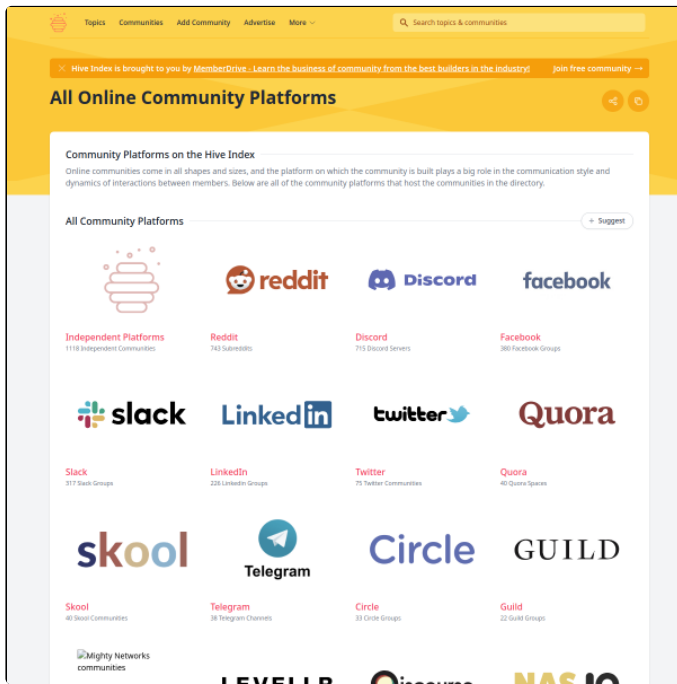 Topics Communities Add Community Advertise More
Search topics & communities
Hive Index is brought to you by MemberDrive - Learn the business of community from the best builders in the industry! Join free community →
All Online Community Platforms
Community Platforms on the Hive Index
Online communities come in all shapes and sizes, and the platform on which the community is built plays a big role in the communication style and
dynamics of interactions between members. Below are all of the community platforms that host the communities in the directory.
All Community Platforms
+ Suggest
reddit Discord facebook
Independent Platforms Reddit Discord Facebook
1118 Independent Communities 743 Subreddits 715 Discord Servers 380 Facebook Groups
slack Linkedin twitter Quora
Slack LinkedIn Twitter Quora
317 Slack Groups 226 Linkedin Groups 75 Twitter Communities 40 Quora Spaces
skool Telegram Circle GUILD
Skool Telegram Circle Guild
40 Skool Communities 38 Telegram Channels 33 Circle Groups 22 Guild Groups
Mighty Networks
communities
LEVELLR Discourse NAS.IO